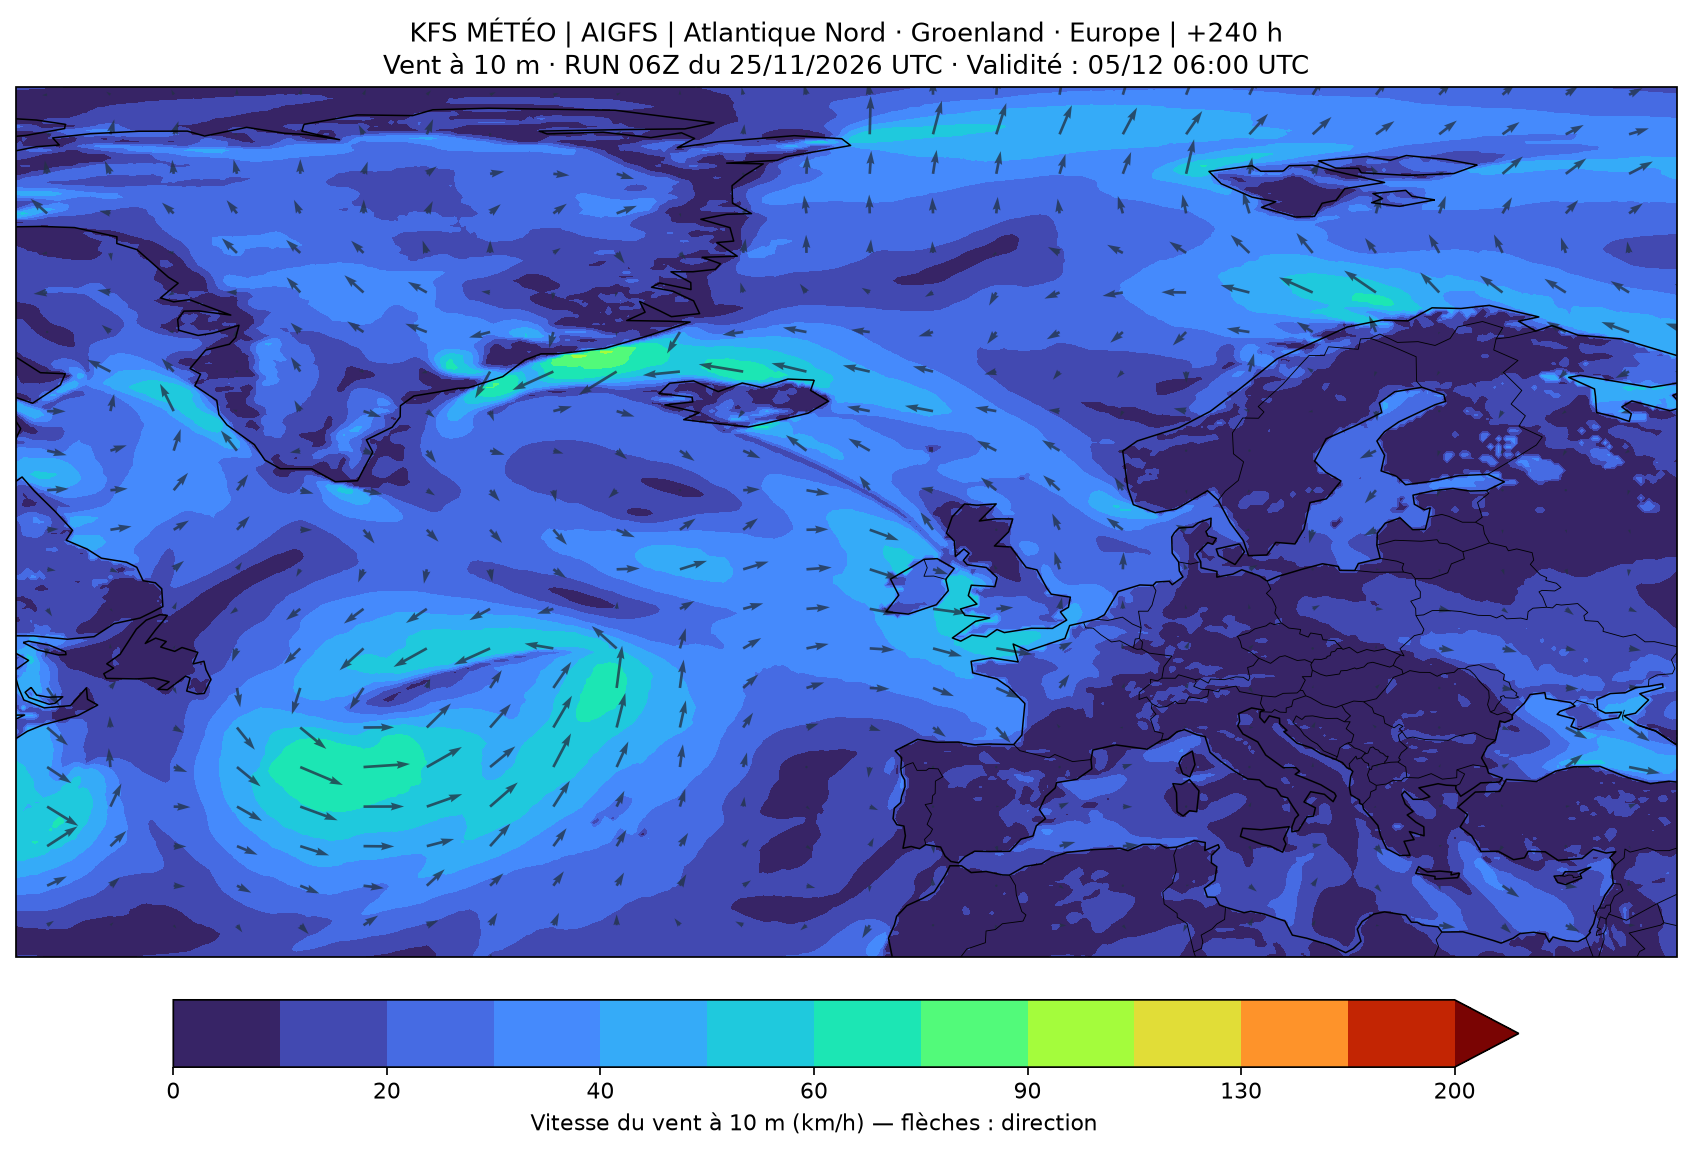 KFS MÉTÉO | AIGFS | Atlantique Nord · Groenland · Europe | +240 h
Vent à 10 m · RUN 06Z du 25/11/2026 UTC · Validité : 05/12 06:00 UTC
0 20 40 60 90 130 200
Vitesse du vent à 10 m (km/h) — flèches : direction